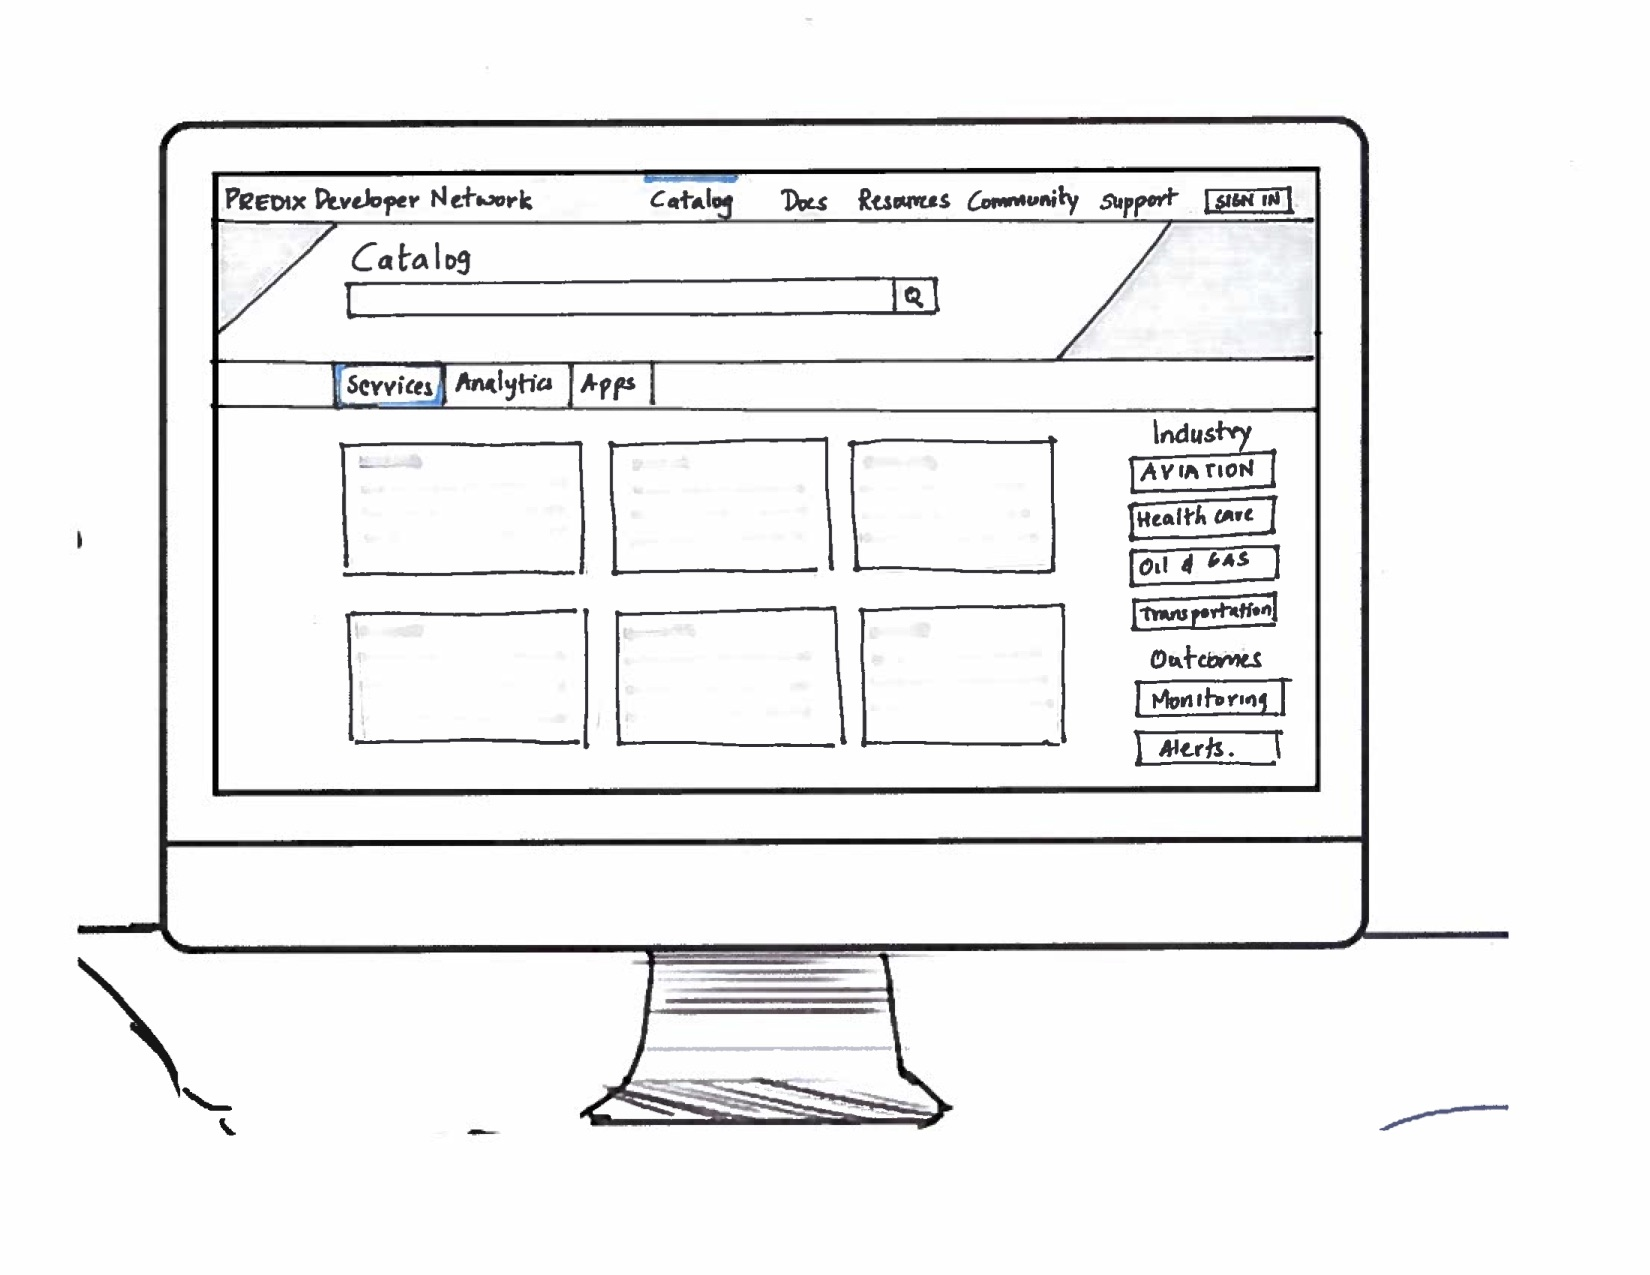 PREDIX Developer Network Catalog Docs Resources Community Support SIGN IN
Catalog
Services Analytics Apps
Industry
AVIATION
Health care
Oil & GAS
Transportation
Outcomes
Monitoring
Alerts.